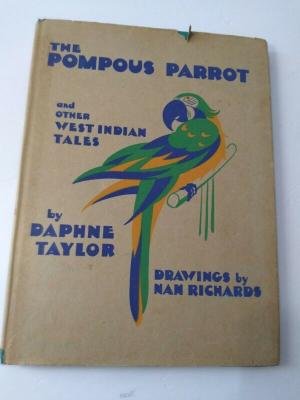 THE
POMPOUS PARROT
and
OTHER
WEST INDIAN
TALES
by
DAPHNE
TAYLOR
DRAWINGS by
NAN RICHARDS